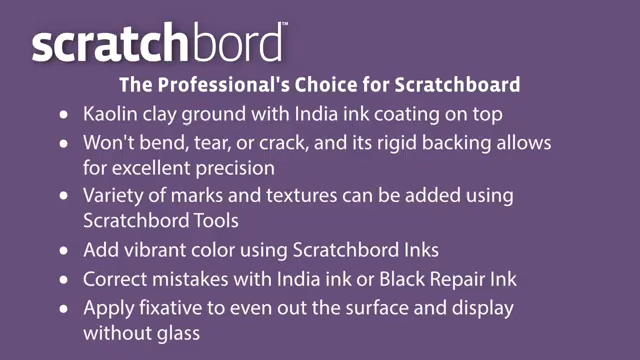 scratchbord™
The Professional's Choice for Scratchboard
• Kaolin clay ground with India ink coating on top
• Won't bend, tear, or crack, and its rigid backing allows
for excellent precision
• Variety of marks and textures can be added using
Scratchbord Tools
• Add vibrant color using Scratchbord Inks
• Correct mistakes with India ink or Black Repair Ink
• Apply fixative to even out the surface and display
without glass